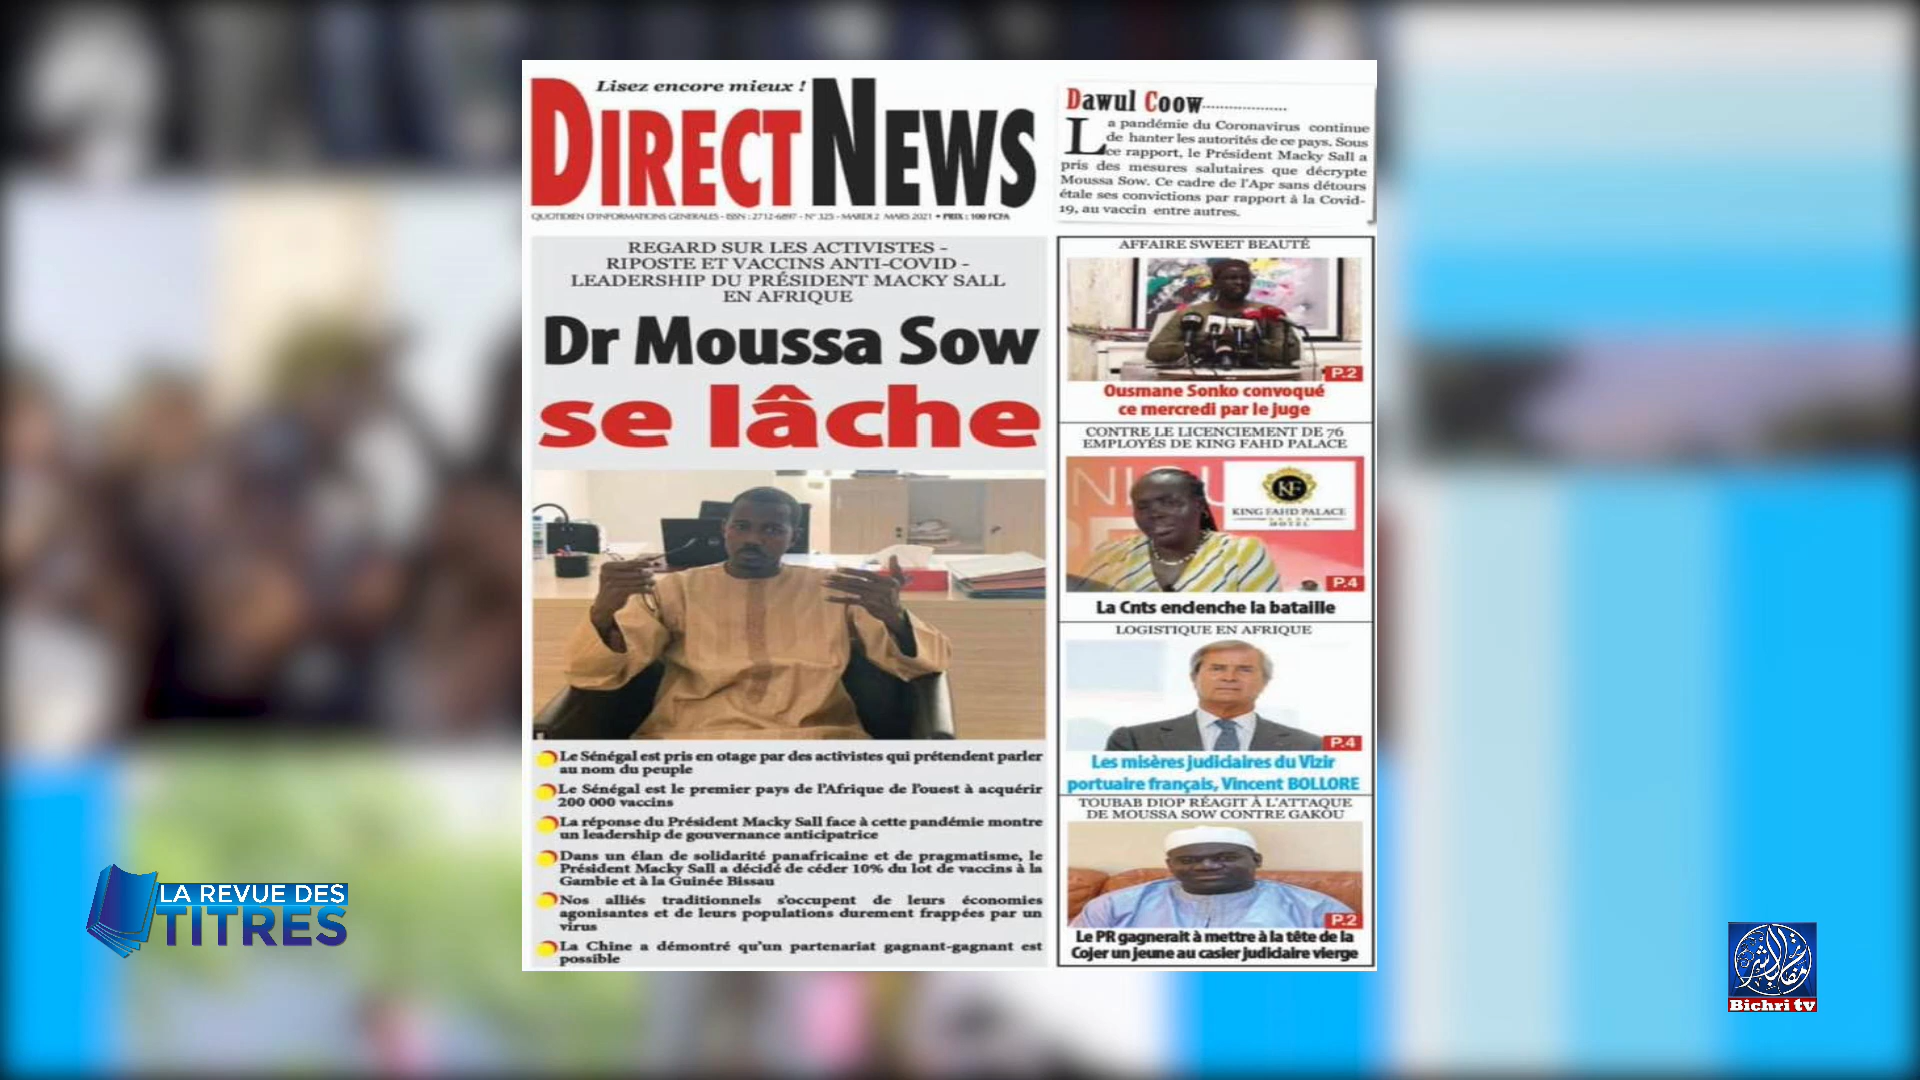 Lisez encore mieux !
DIRECT NEWS
QUOTIDIEN D'INFORMATIONS GENERALES - ISSN : 2712-6897 - N° 325 - MARDI 2 MARS 2021 • PRIX : 100 FCFA
Dawul Coow
La pandémie du Coronavirus continue
de hanter les autorités de ce pays. Sous
ce rapport, le Président Macky Sall a
pris des mesures salutaires que décrypte
Moussa Sow. Ce cadre de l'Apr sans détours
étale ses convictions par rapport à la Covid-
19, au vaccin entre autres.
REGARD SUR LES ACTIVISTES -
RIPOSTE ET VACCINS ANTI-COVID -
LEADERSHIP DU PRÉSIDENT MACKY SALL
EN AFRIQUE
Dr Moussa Sow
se lâche
Le Sénégal est pris en otage par des activistes qui prétendent parler
au nom du peuple
Le Sénégal est le premier pays de l'Afrique de l'ouest à acquérir
200 000 vaccins
La réponse du Président Macky Sall face à cette pandémie montre
un leadership de gouvernance anticipatrice
Dans un élan de solidarité panafricaine et de pragmatisme, le
Président Macky Sall a décidé de céder 10% du lot de vaccins à la
Gambie et à la Guinée Bissau
Nos alliés traditionnels s'occupent de leurs économies
agonisantes et de leurs populations durement frappées par un
virus
La Chine a démontré qu'un partenariat gagnant-gagnant est
possible
AFFAIRE SWEET BEAUTÉ
P.2
Ousmane Sonko convoqué
ce mercredi par le juge
CONTRE LE LICENCIEMENT DE 76
EMPLOYÉS DE KING FAHD PALACE
KF
KING FAHD PALACE
HOTEL
P.4
La Cnts enclenche la bataille
LOGISTIQUE EN AFRIQUE
P.4
Les misères judiciaires du Vizir
portuaire français, Vincent BOLLORE
TOUBAB DIOP RÉAGIT À L'ATTAQUE
DE MOUSSA SOW CONTRE GAKOU
P.2
Le PR gagnerait à mettre à la tête de la
Cojer un jeune au casier judiciaire vierge
LA REVUE DES
TITRES
Bichri tv